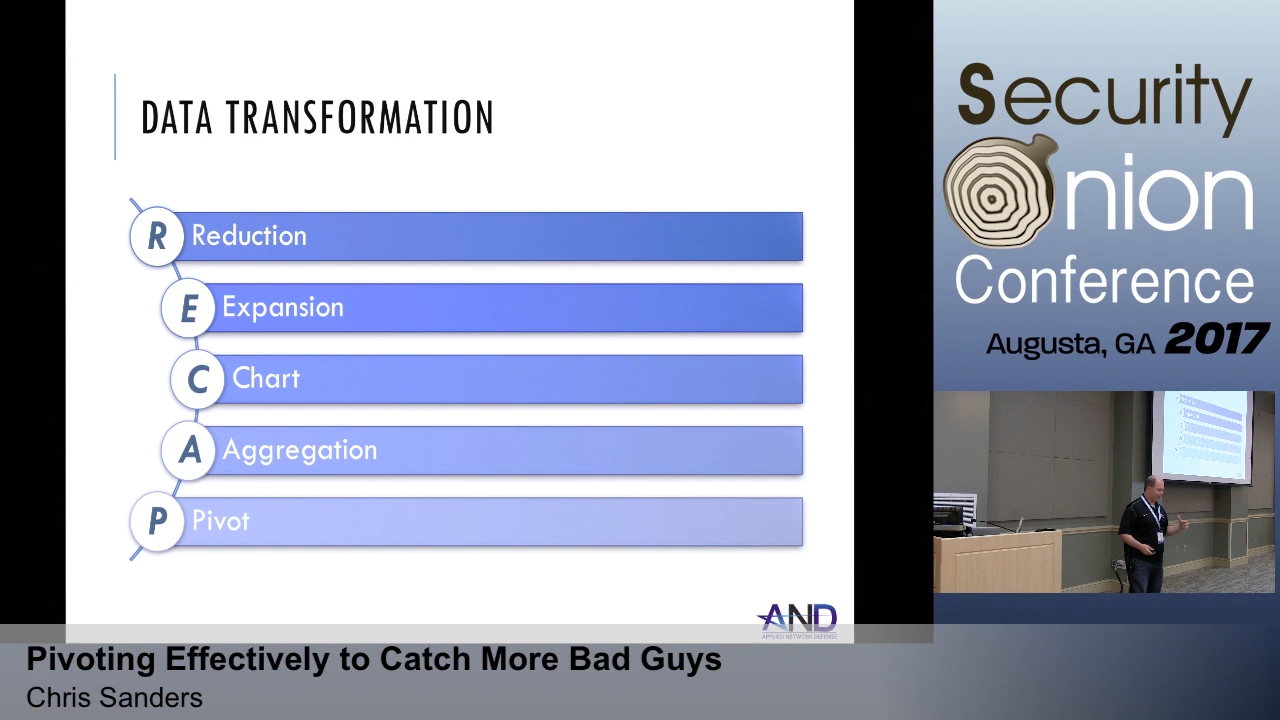 DATA TRANSFORMATION
R Reduction
E Expansion
C Chart
A Aggregation
P Pivot
AND
APPLIED NETWORK DEFENSE
Security
Onion
Conference
Augusta, GA 2017
Pivoting Effectively to Catch More Bad Guys
Chris Sanders